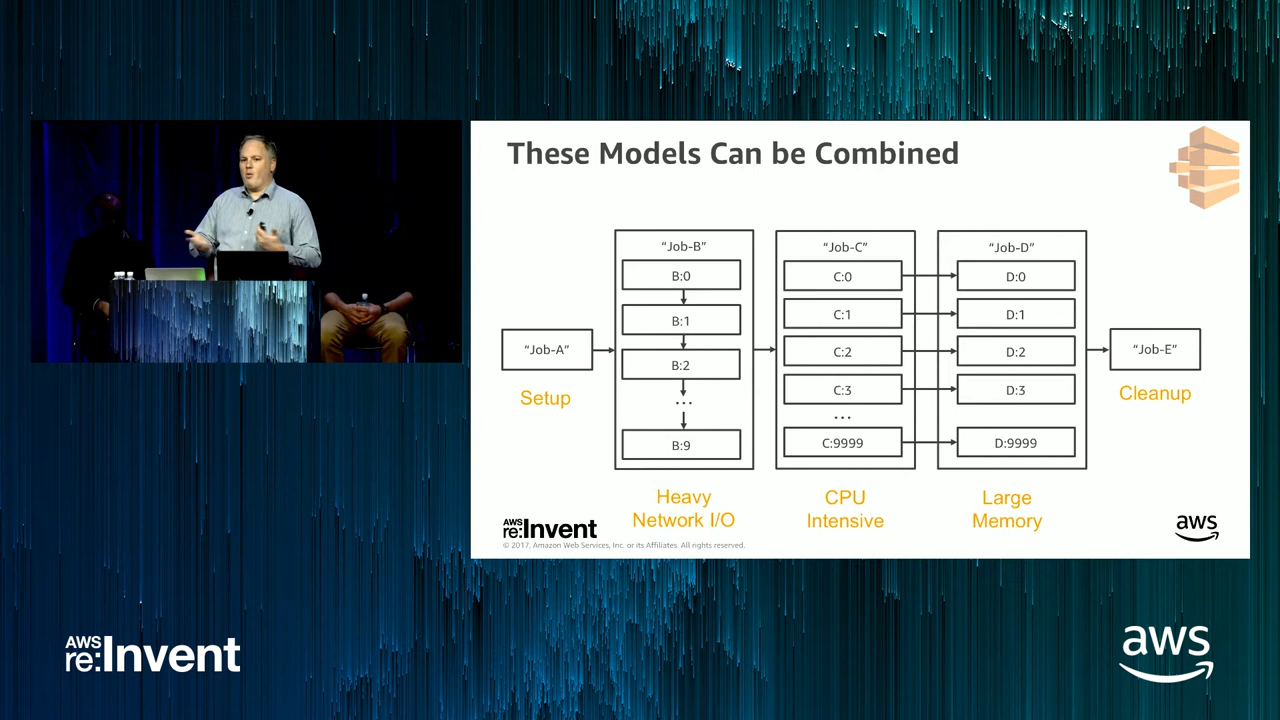 These Models Can be Combined
“Job-A”
Setup
“Job-B”
B:0
B:1
B:2
...
B:9
Heavy
Network I/O
“Job-C”
C:0
C:1
C:2
C:3
...
C:9999
CPU
Intensive
“Job-D”
D:0
D:1
D:2
D:3
D:9999
Large
Memory
“Job-E”
Cleanup
AWS
re:Invent
© 2017, Amazon Web Services, Inc. or its Affiliates. All rights reserved.
aws
AWS
re:Invent
aws